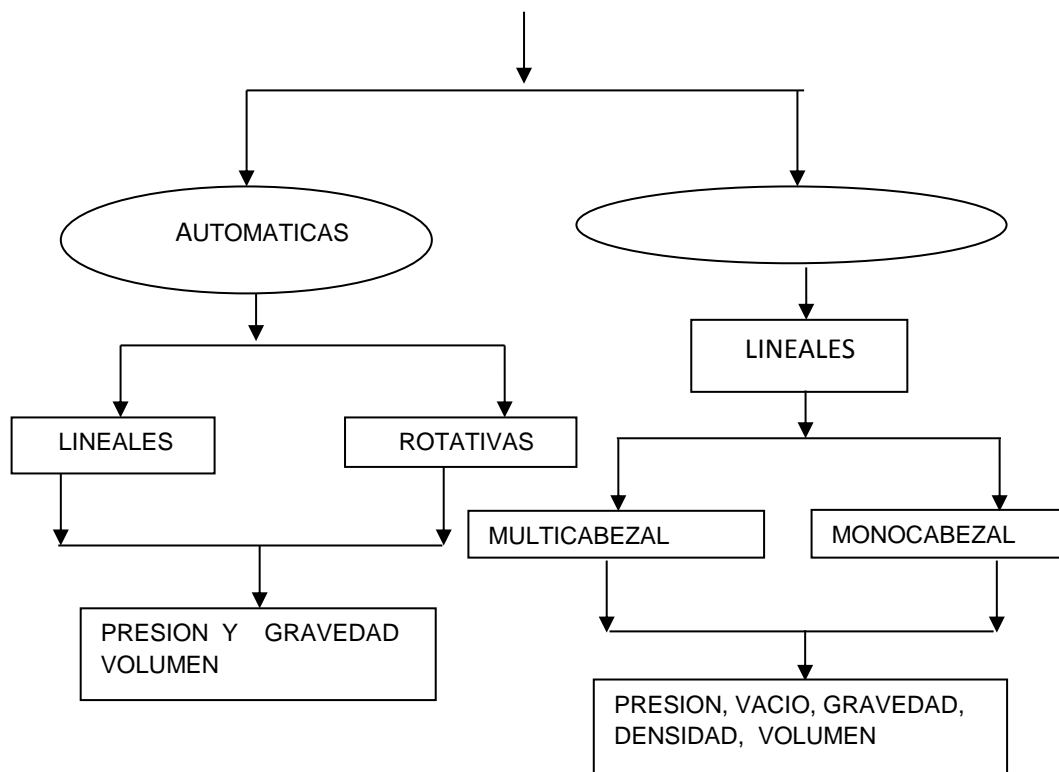 AUTOMATICAS
LINEALES
LINEALES
ROTATIVAS
MULTICABEZAL
MONOCABEZAL
PRESION Y GRAVEDAD
VOLUMEN
PRESION, VACIO, GRAVEDAD,
DENSIDAD, VOLUMEN